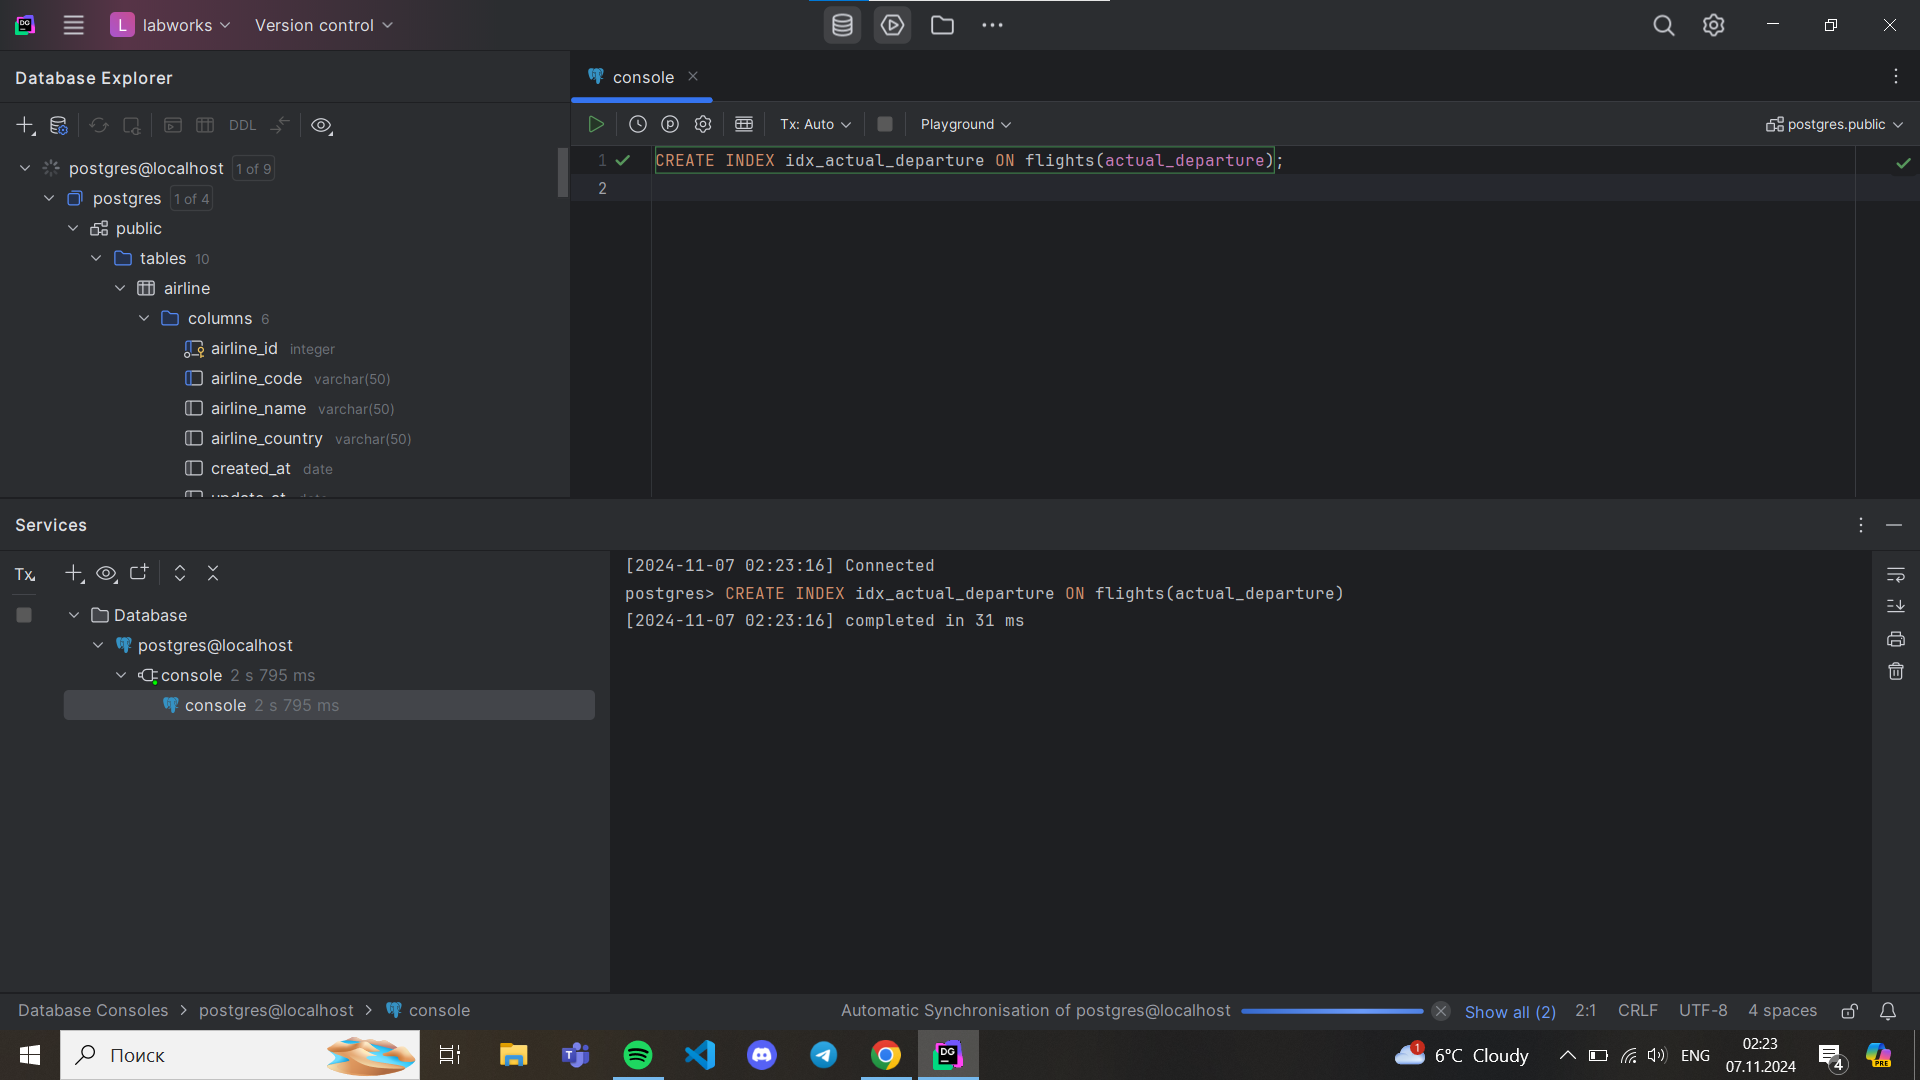 L labworks Version control
Database Explorer
console
DDL
Tx: Auto Playground postgres.public
postgres@localhost 1 of 9
postgres 1 of 4
public
tables 10
airline
columns 6
airline_id integer
airline_code varchar(50)
airline_name varchar(50)
airline_country varchar(50)
created_at date
update_at date
1 CREATE INDEX idx_actual_departure ON flights(actual_departure);
2
Services
Tx
Database
postgres@localhost
console 2 s 795 ms
console 2 s 795 ms
[2024-11-07 02:23:16] Connected
postgres> CREATE INDEX idx_actual_departure ON flights(actual_departure)
[2024-11-07 02:23:16] completed in 31 ms
Database Consoles > postgres@localhost > console
Automatic Synchronisation of postgres@localhost Show all (2) 2:1 CRLF UTF-8 4 spaces
Поиск
DG
1 6°C Cloudy ENG
02:23
07.11.2024
4
PRE